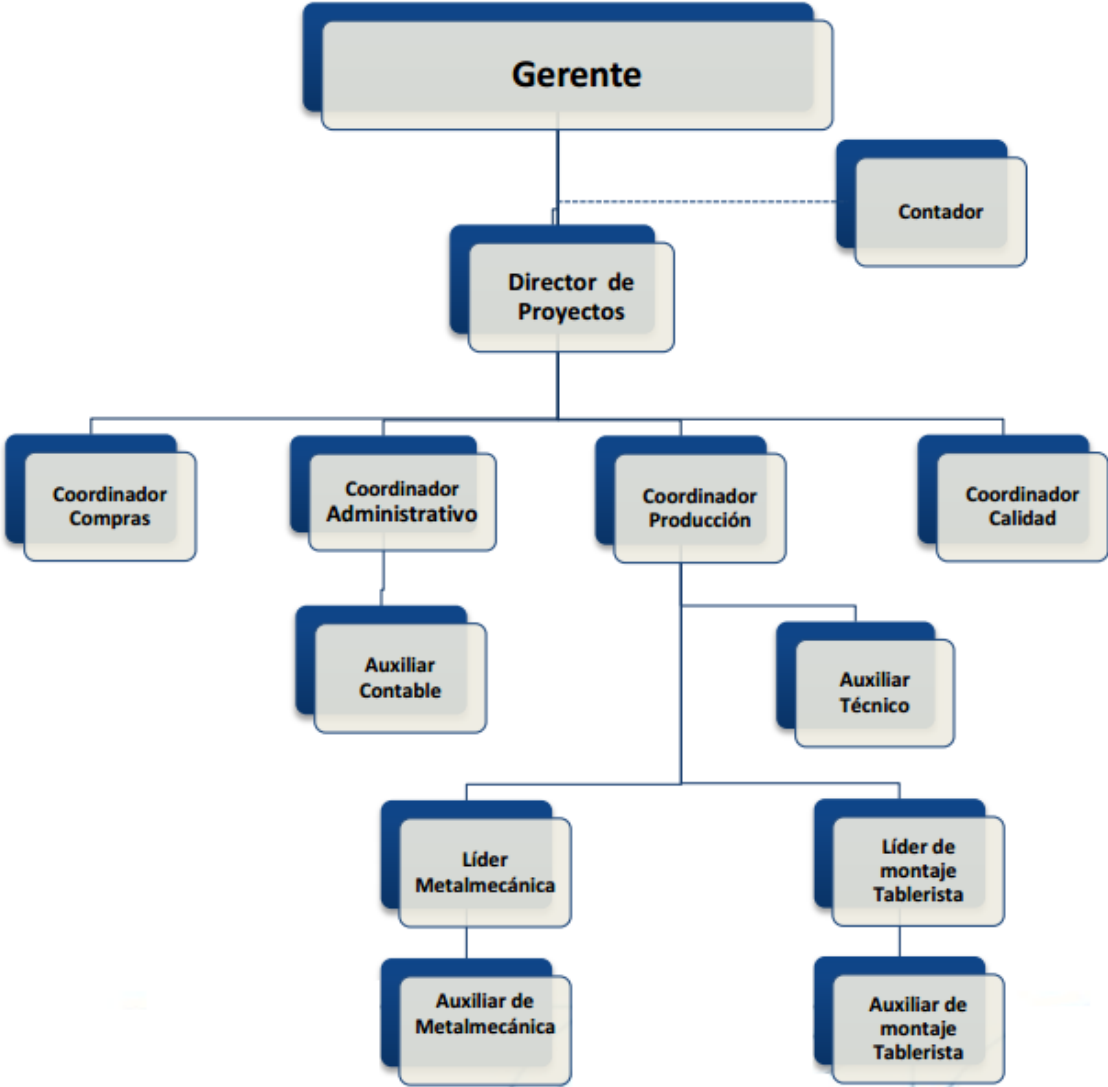 Gerente
Contador
Director de
Proyectos
Coordinador
Compras
Coordinador
Administrativo
Coordinador
Producción
Coordinador
Calidad
Auxiliar
Contable
Auxiliar
Técnico
Líder
Metalmecánica
Líder de
montaje
Tablerista
Auxiliar de
Metalmecánica
Auxiliar de
montaje
Tablerista